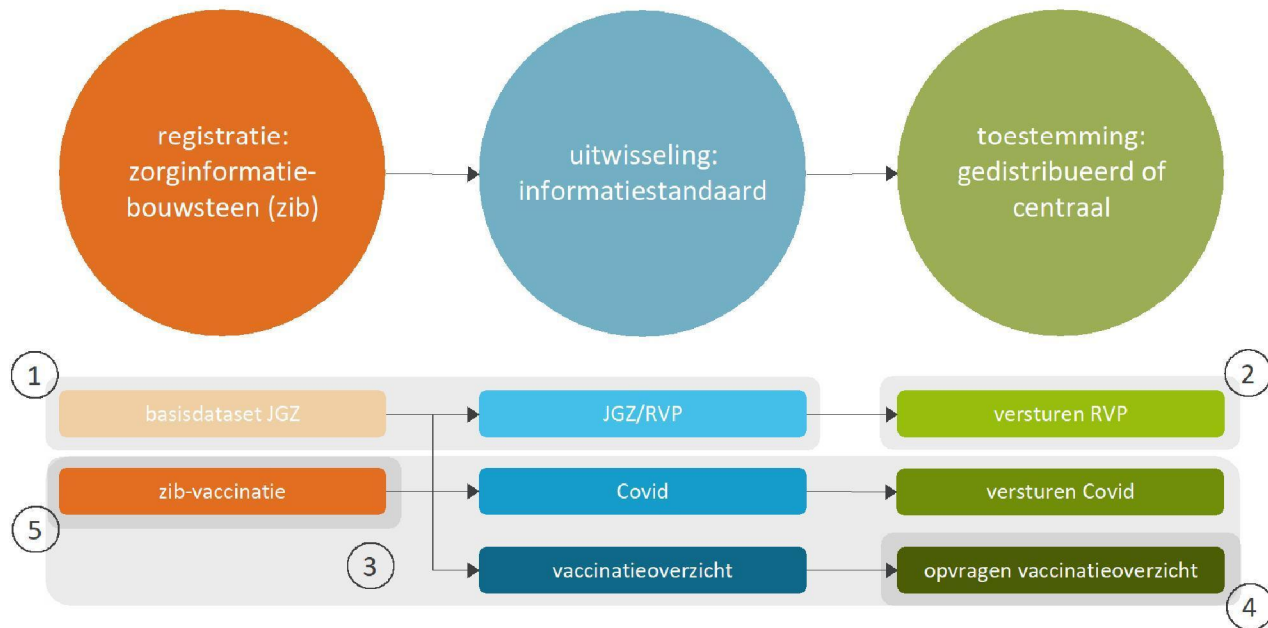 registratie:
zorginformatie-
bouwsteen (zib)
uitwisseling:
informatiestandaard
toestemming:
gedistribueerd of
centraal
1
2
basisdataset JGZ
JGZ/RVP
versturen RVP
zib-vaccinatie
Covid
versturen Covid
5
3
vaccinatieoverzicht
opvragen vaccinatieoverzicht
4